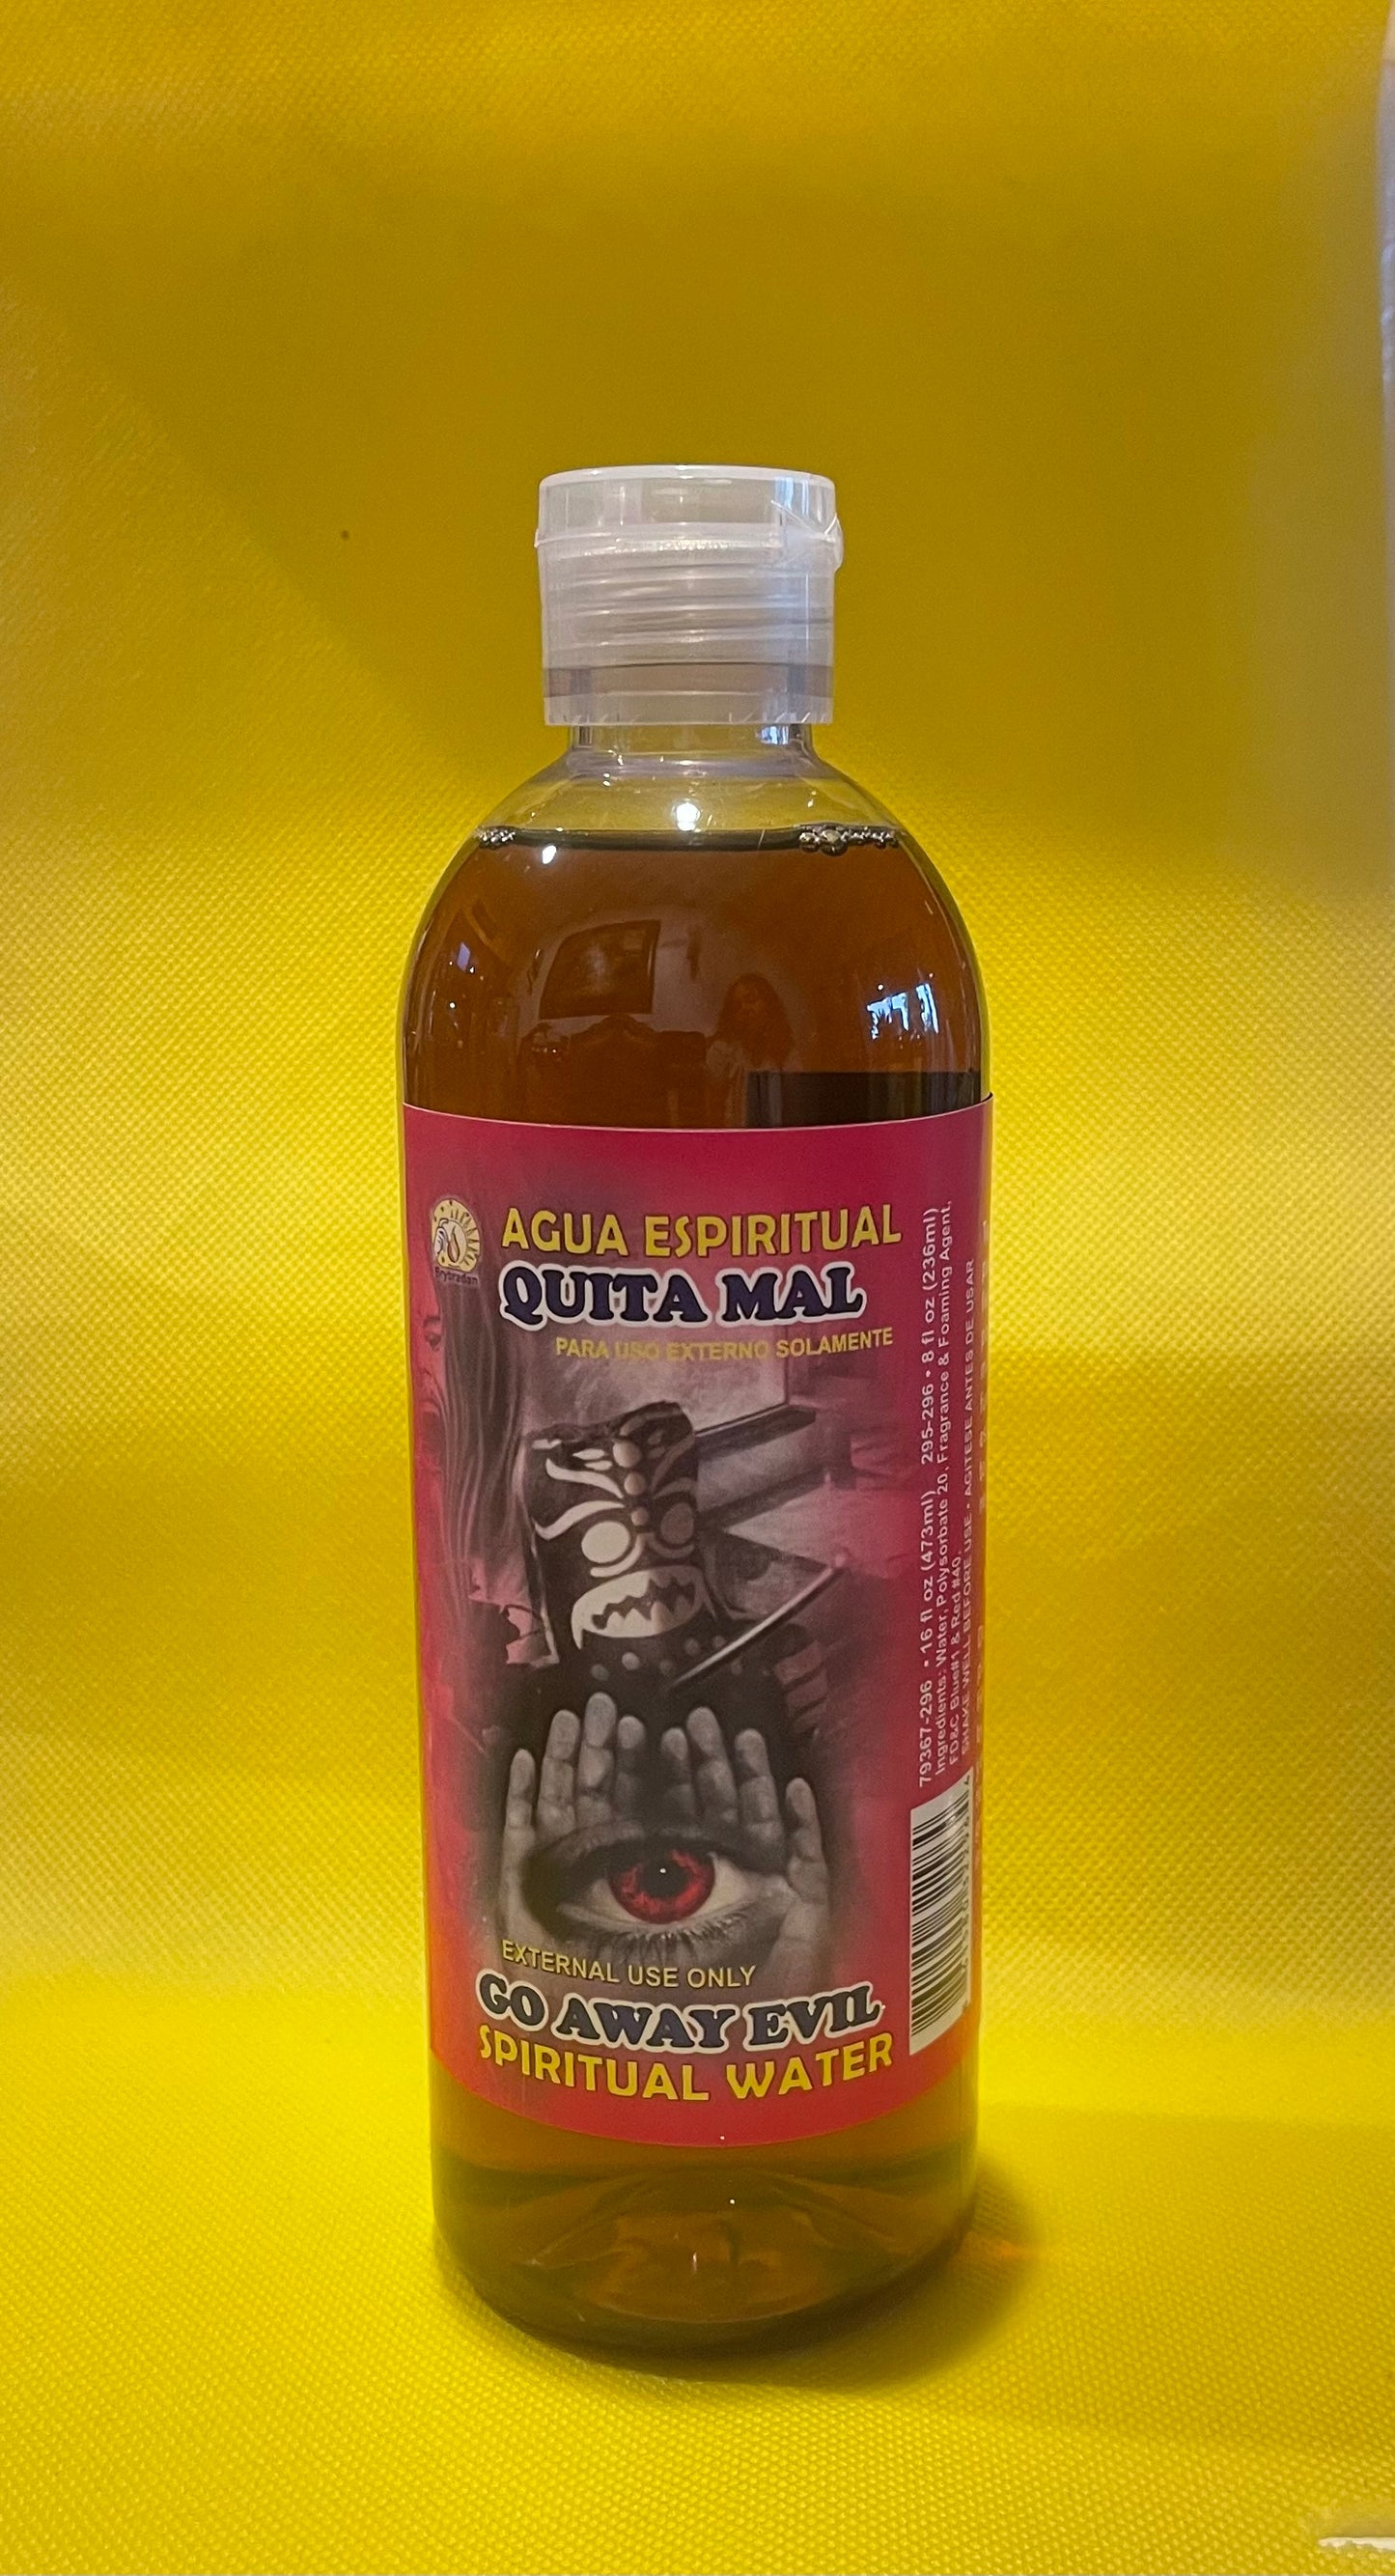 AGUA ESPIRITUAL
QUITA MAL
PARA USO EXTERNO SOLAMENTE
EXTERNAL USE ONLY
GO AWAY EVIL
SPIRITUAL WATER
79367-296 • 16 fl oz (473ml) 295-296 • 8 fl oz (236ml)
Ingredients: Water, Polysorbate 20, Fragrance & Foaming Agent,
FD&C Blue#1 & Red #40.
SHAKE WELL BEFORE USE • AGITESE ANTES DE USAR